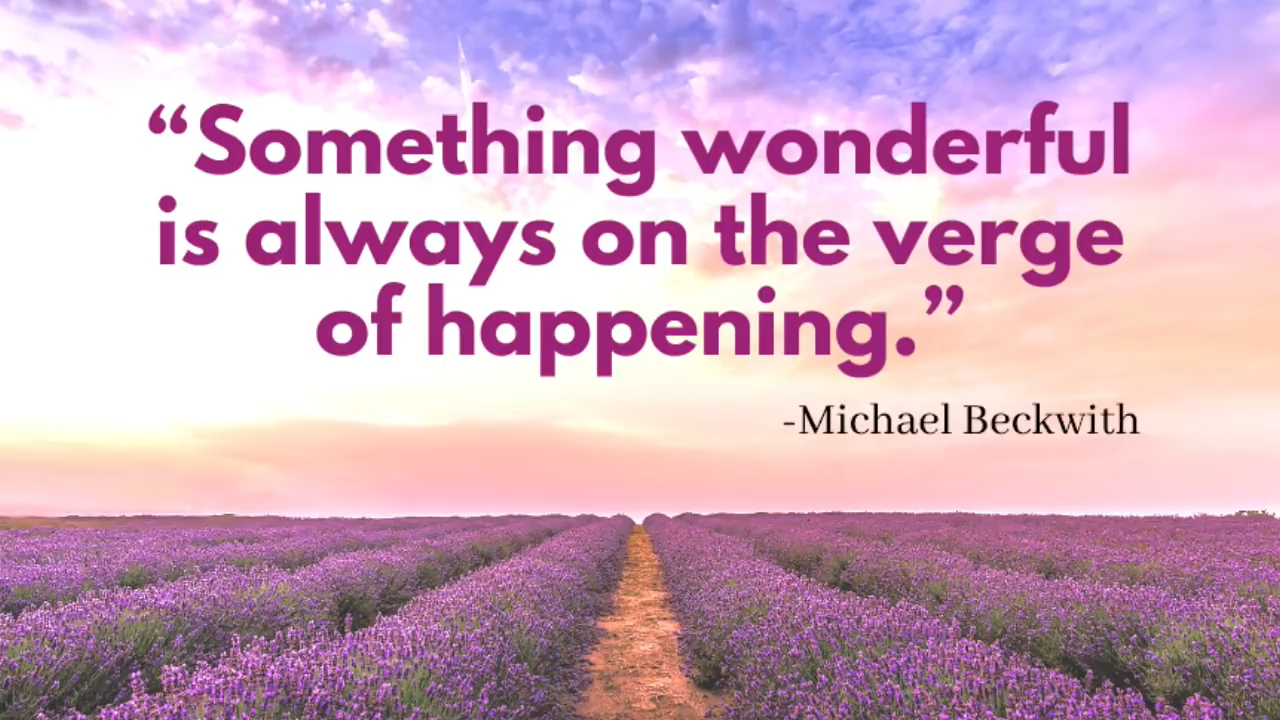 “Something wonderful
is always on the verge
of happening.”
-Michael Beckwith